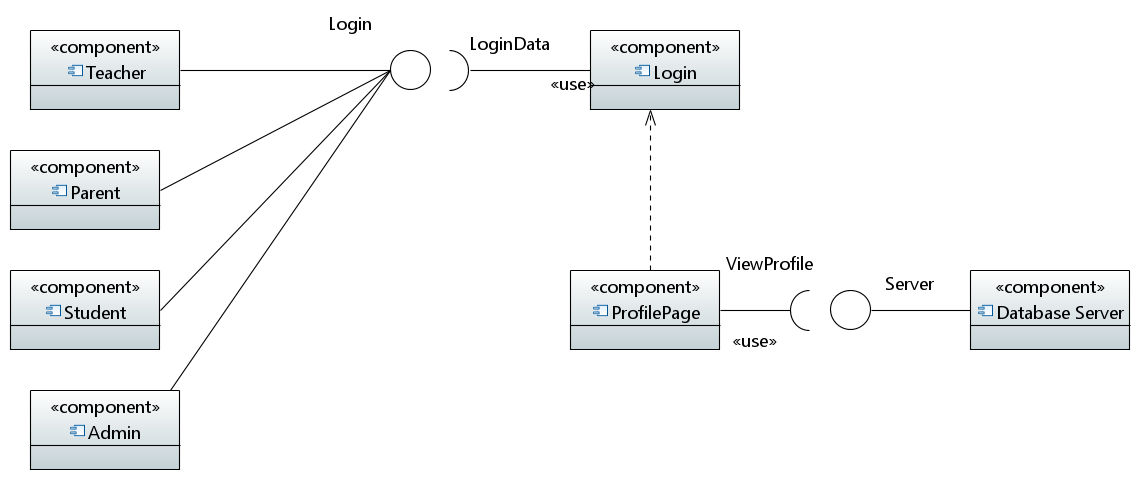 Login
LoginData
«component»
Teacher
«use»
«component»
Login
«component»
Parent
«component»
Student
ViewProfile
Server
«component»
ProfilePage
«use»
«component»
Database Server
«component»
Admin